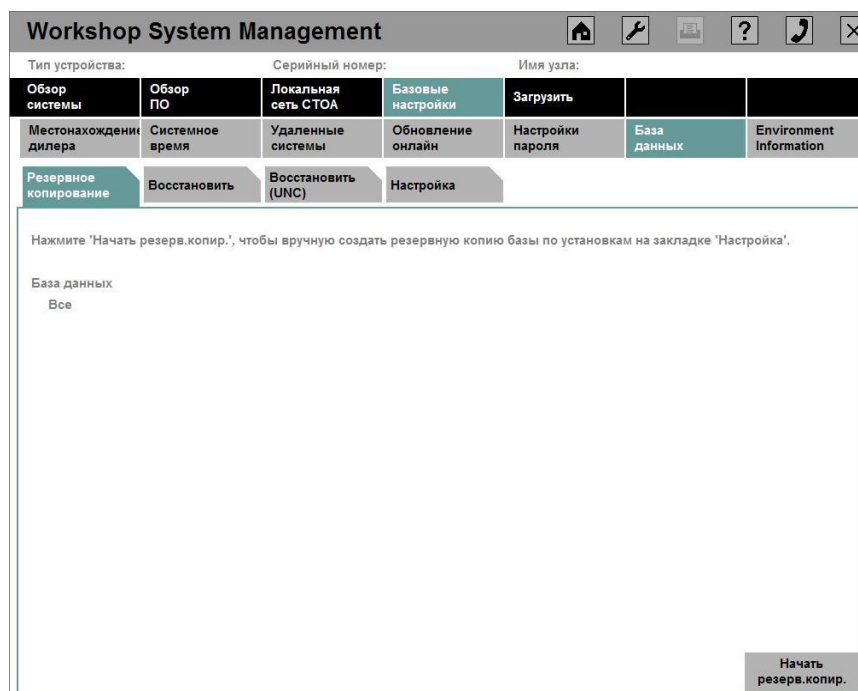 Workshop System Management
Тип устройства: Серийный номер: Имя узла:
Обзор системы Обзор ПО Локальная сеть СТОА Базовые настройки Загрузить
Местонахождение дилера Системное время Удаленные системы Обновление онлайн Настройки пароля База данных Environment Information
Резервное копирование Восстановить Восстановить (UNC) Настройка
Нажмите 'Начать резерв.копир.', чтобы вручную создать резервную копию базы по установкам на закладке 'Настройка'.
База данных
Все
Начать
резерв.копир.